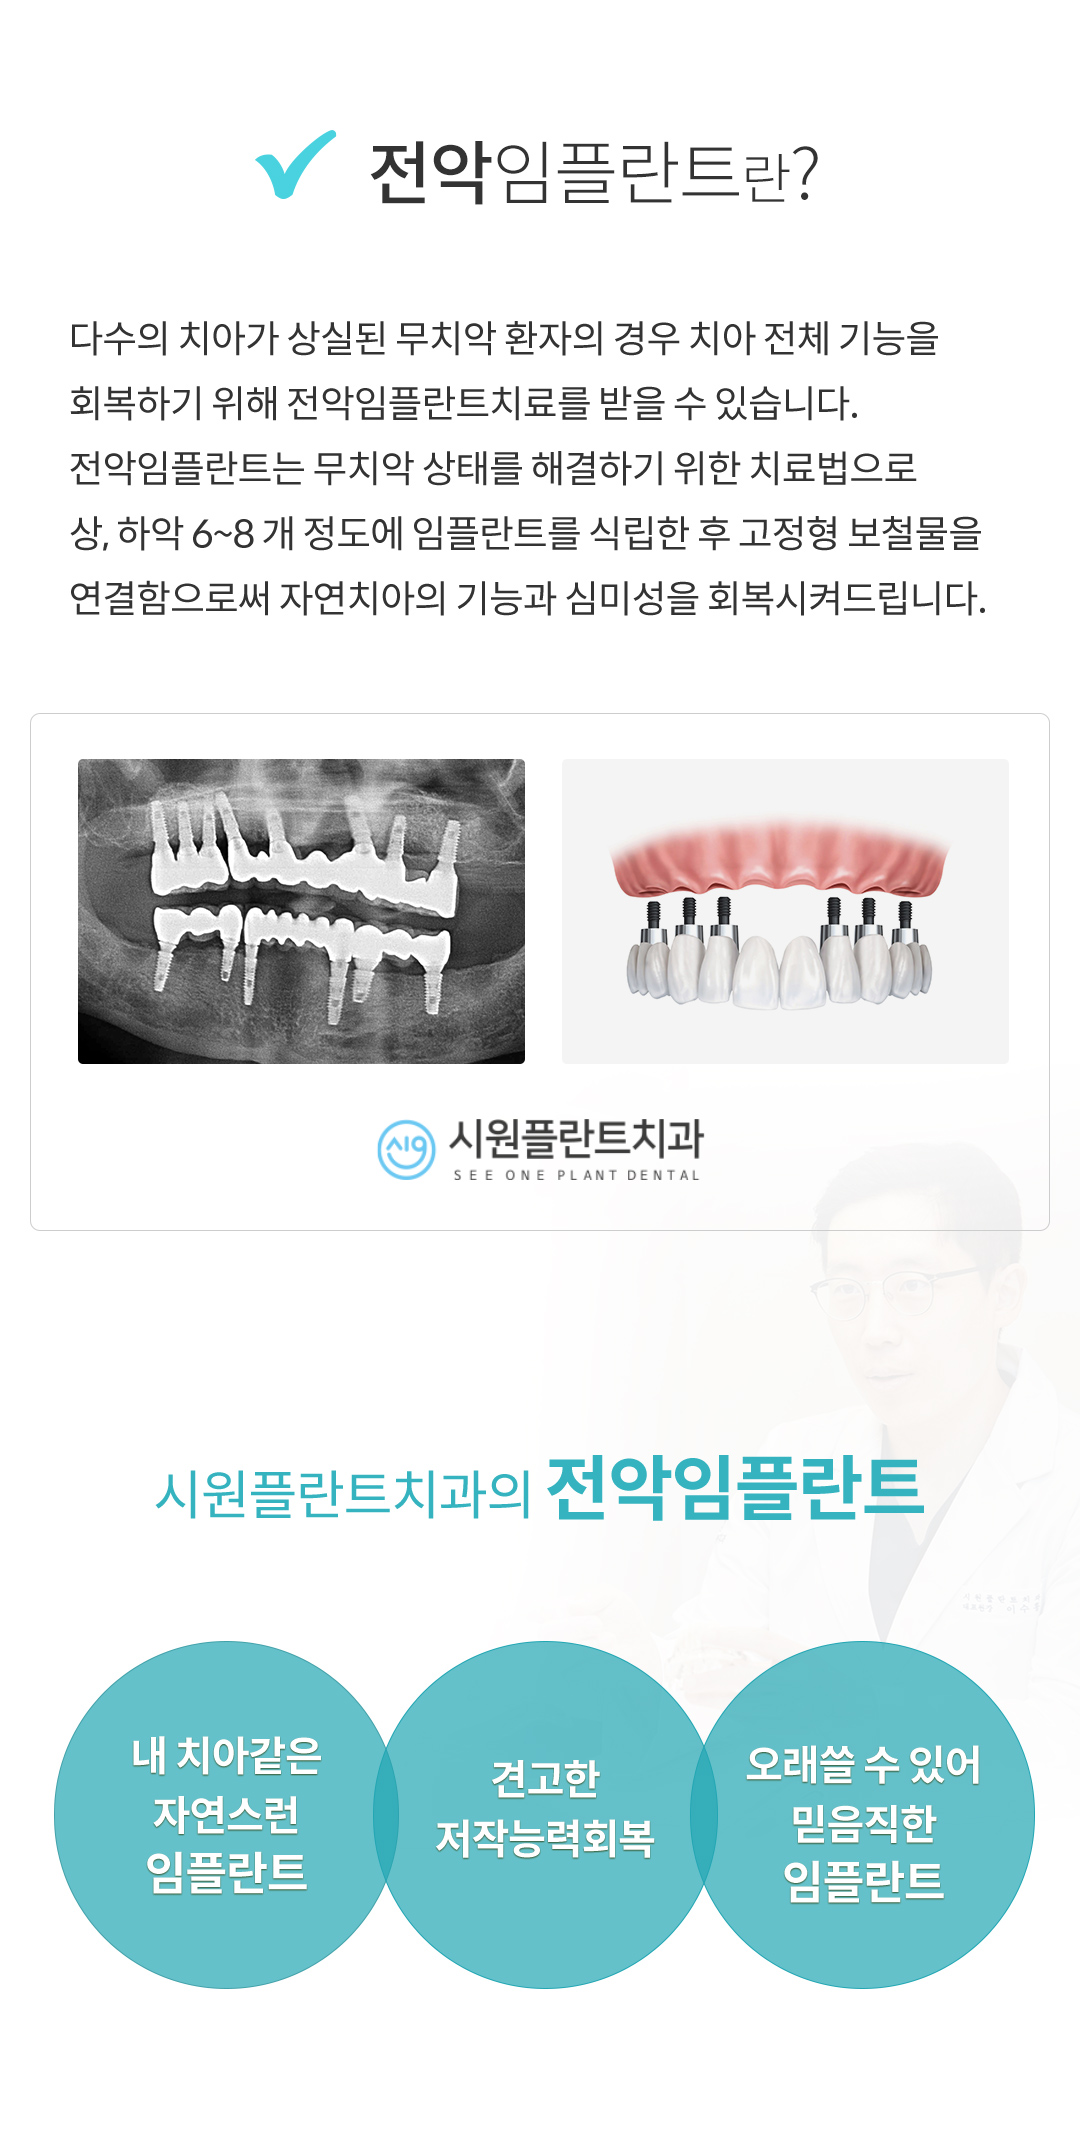 전악임플란트란?
다수의 치아가 상실된 무치악 환자의 경우 치아 전체 기능을
회복하기 위해 전악임플란트치료를 받을 수 있습니다.
전악임플란트는 무치악 상태를 해결하기 위한 치료법으로
상, 하악 6~8 개 정도에 임플란트를 식립한 후 고정형 보철물을
연결함으로써 자연치아의 기능과 심미성을 회복시켜드립니다.
시원플란트치과
SEE ONE PLANT DENTAL
시원플란트치과의 전악임플란트
내 치아같은
자연스런
임플란트
견고한
저작능력회복
오래쓸 수 있어
믿음직한
임플란트